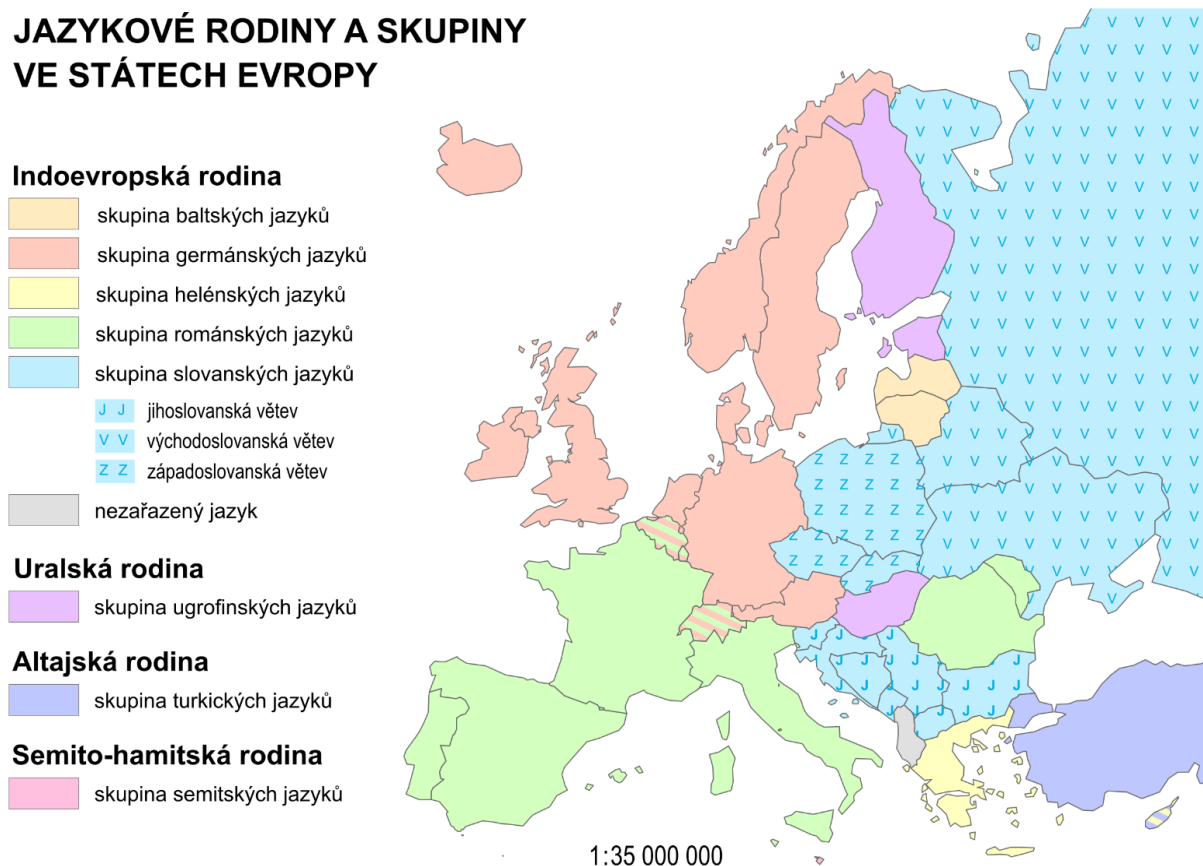 JAZYKOVÉ RODINY A SKUPINY
VE STÁTECH EVROPY
Indoevropská rodina
skupina baltských jazyků
skupina germánských jazyků
skupina helénských jazyků
skupina románských jazyků
skupina slovanských jazyků
J J jihoslovanská větev
V V východoslovanská větev
Z Z západoslovanská větev
nezařazený jazyk
Uralská rodina
skupina ugrofinských jazyků
Altajská rodina
skupina turkických jazyků
Semito-hamitská rodina
skupina semitských jazyků
1:35 000 000